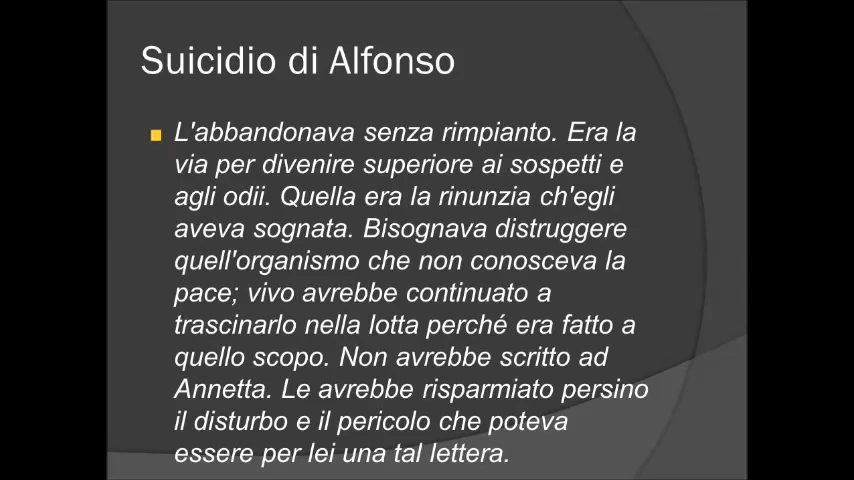 Suicidio di Alfonso
L'abbandonava senza rimpianto. Era la
via per divenire superiore ai sospetti e
agli odii. Quella era la rinunzia ch'egli
aveva sognata. Bisognava distruggere
quell'organismo che non conosceva la
pace; vivo avrebbe continuato a
trascinarlo nella lotta perché era fatto a
quello scopo. Non avrebbe scritto ad
Annetta. Le avrebbe risparmiato persino
il disturbo e il pericolo che poteva
essere per lei una tal lettera.